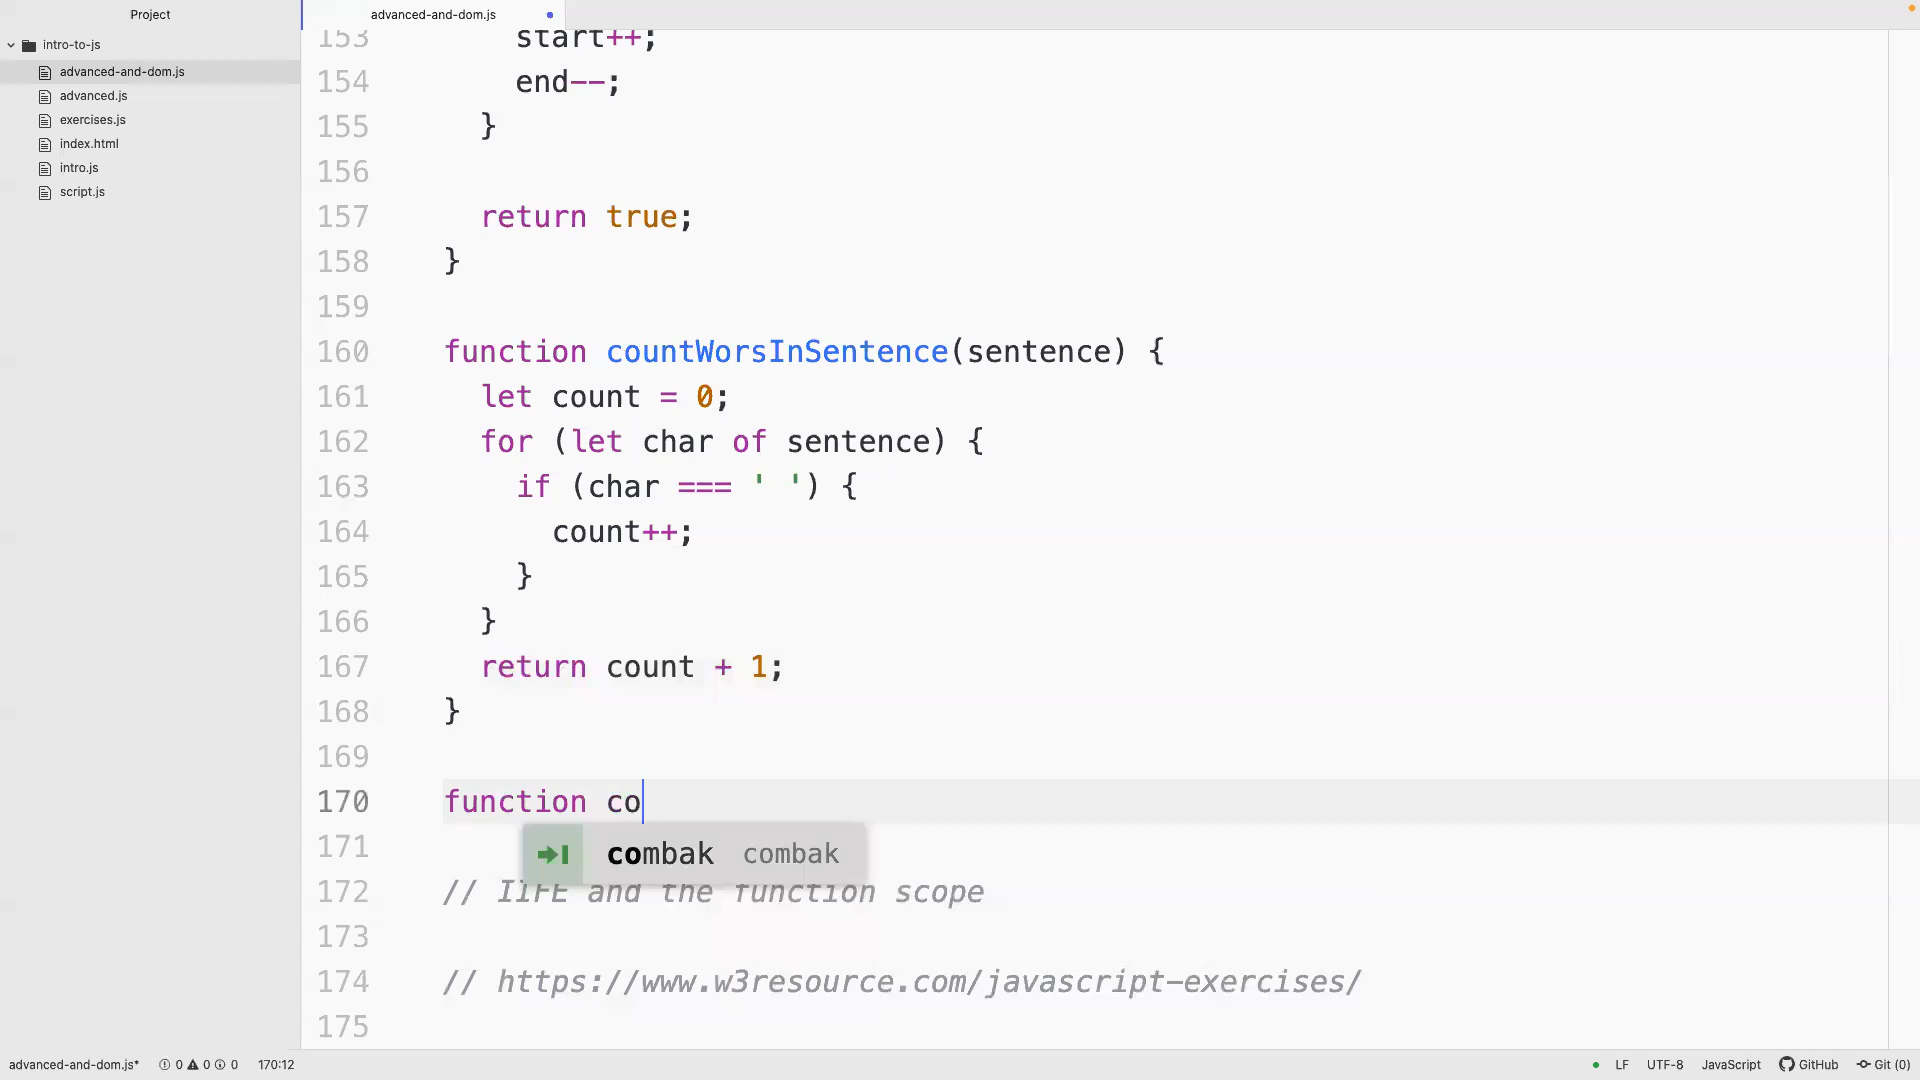 Project
advanced-and-dom.js
intro-to-js
advanced-and-dom.js
advanced.js
exercises.js
index.html
intro.js
script.js
153 start++;
154 end--;
155 }
156
157 return true;
158 }
159
160 function countWorsInSentence(sentence) {
161 let count = 0;
162 for (let char of sentence) {
163 if (char === ' ') {
164 count++;
165 }
166 }
167 return count + 1;
168 }
169
170 function co
171 combak combak
172 // IIFE and the function scope
173
174 // https://www.w3resource.com/javascript-exercises/
175
advanced-and-dom.js* 0 0 0 170:12 LF UTF-8 JavaScript GitHub Git (0)